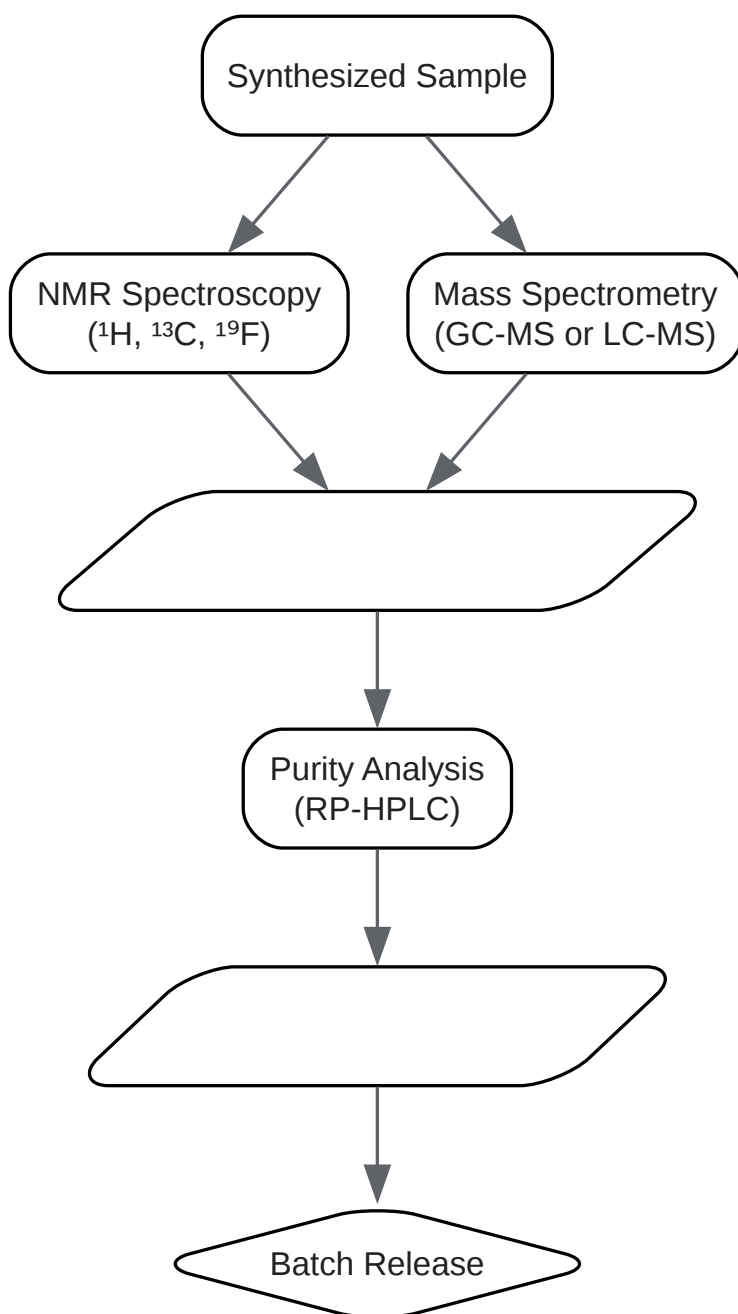 Synthesized Sample
NMR Spectroscopy
(¹H, ¹³C, ¹⁹F)
Mass Spectrometry
(GC-MS or LC-MS)
Purity Analysis
(RP-HPLC)
Batch Release